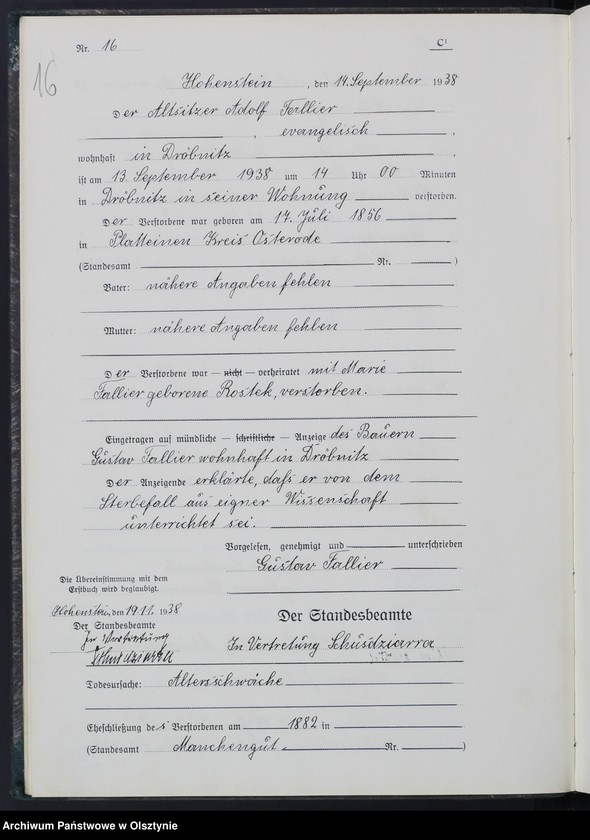 Nr. 16
C¹
16
Hohenstein, den 14. September 1938
Der Altsitzer Adolf Fallier
, evangelisch,
wohnhaft in Dröbnitz,
ist am 13. September 1938 um 14 Uhr 00 Minuten
in Dröbnitz in seiner Wohnung verstorben.
Der Verstorbene war geboren am 17. Juli 1856
in Platteinen Kreis Osterode
(Standesamt Nr. )
Vater: nähere Angaben fehlen
Mutter: nähere Angaben fehlen
Der Verstorbene war — nicht — verheiratet mit Marie
Fallier geborene Rostek, verstorben.
Eingetragen auf mündliche — schriftliche — Anzeige des Bauern
Gustav Fallier wohnhaft in Dröbnitz
Der Anzeigende erklärte, daß er von dem
Sterbefall aus eigner Wissenschaft
unterrichtet sei.
Vorgelesen, genehmigt und unterschrieben
Gustav Fallier
Die Übereinstimmung mit dem
Erstbuch wird beglaubigt.
Hohenstein, den 19.11. 1938
Der Standesbeamte
In Vertretung
Der Standesbeamte
In Vertretung Schusdziarra
Todesursache: Altersschwäche
Eheschließung des Verstorbenen am 1882 in
(Standesamt Manchengut Nr. )
Archiwum Państwowe w Olsztynie